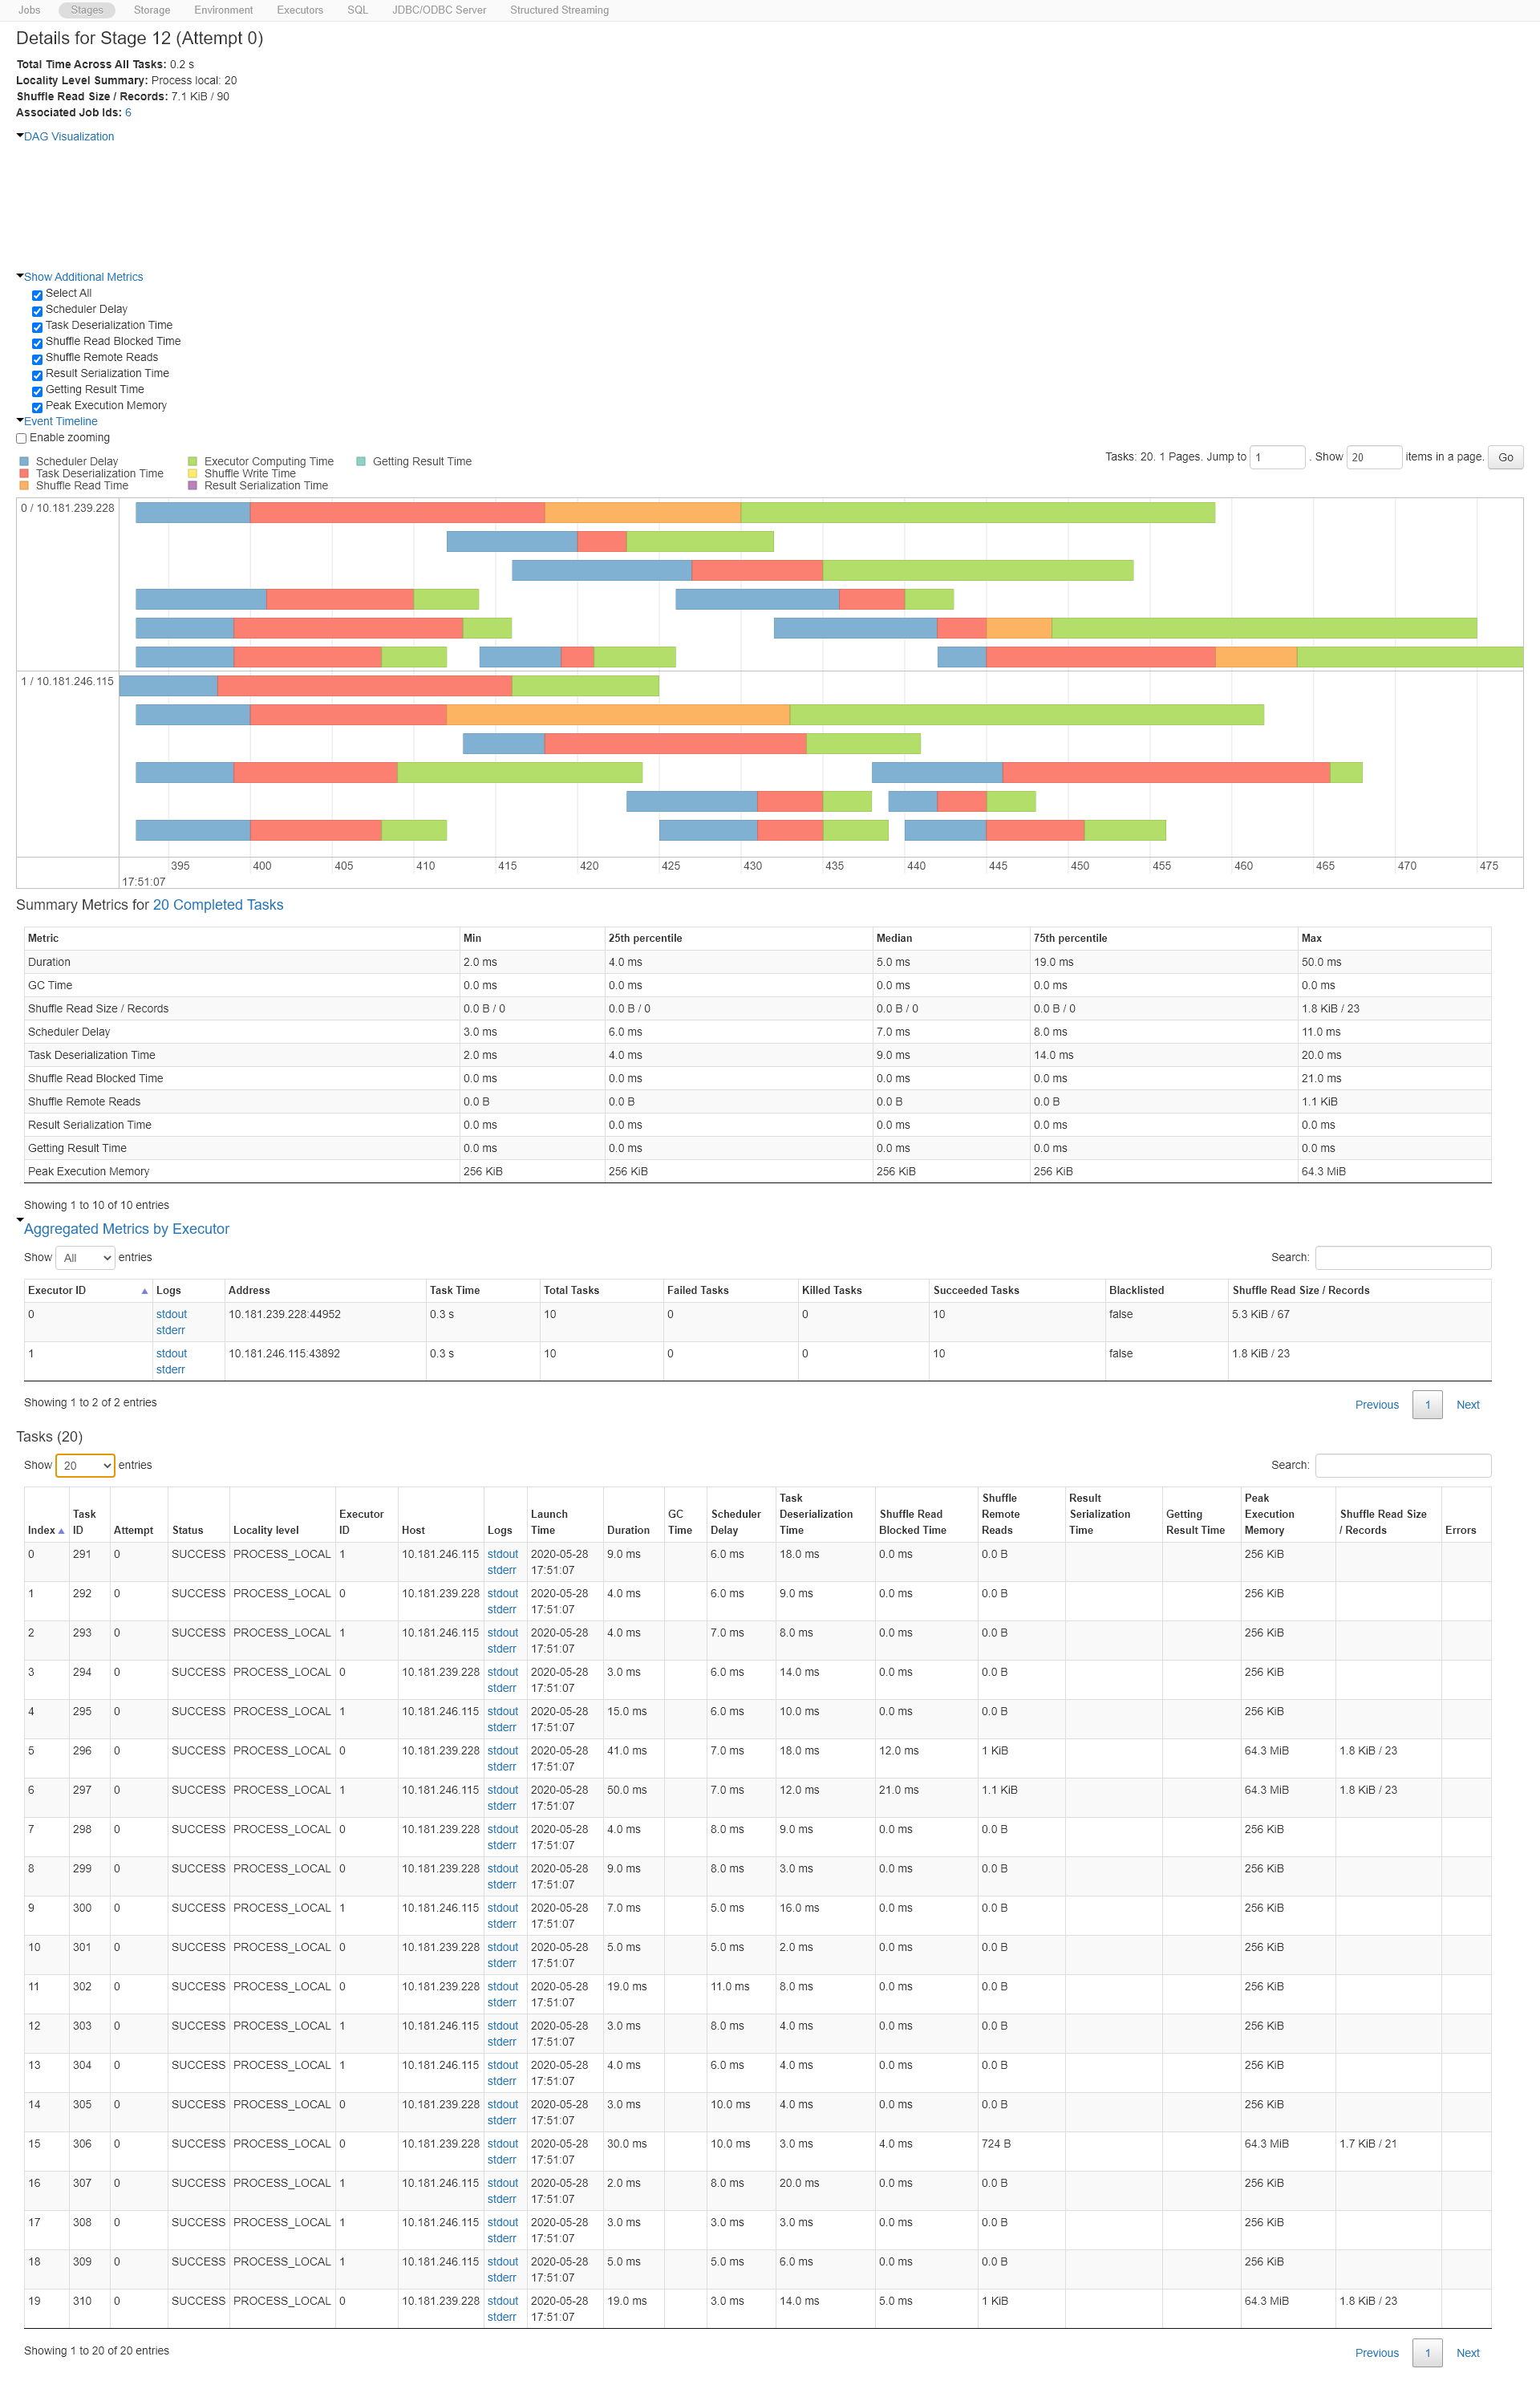 Jobs Stages Storage Environment Executors SQL JDBC/ODBC Server Structured Streaming
Details for Stage 12 (Attempt 0)
Total Time Across All Tasks: 0.2 s
Locality Level Summary: Process local: 20
Shuffle Read Size / Records: 7.1 KiB / 90
Associated Job Ids: 6
DAG Visualization
Show Additional Metrics
Select All
Scheduler Delay
Task Deserialization Time
Shuffle Read Blocked Time
Shuffle Remote Reads
Result Serialization Time
Getting Result Time
Peak Execution Memory
Event Timeline
Enable zooming
Tasks: 20. 1 Pages. Jump to 1 . Show 20 items in a page. Go
Scheduler Delay Executor Computing Time Getting Result Time
Task Deserialization Time Shuffle Write Time
Shuffle Read Time Result Serialization Time
0 / 10.181.239.228
1 / 10.181.246.115
395 400 405 410 415 420 425 430 435 440 445 450 455 460 465 470 475
17:51:07
Summary Metrics for 20 Completed Tasks
Metric Min 25th percentile Median 75th percentile Max
Duration 2.0 ms 4.0 ms 5.0 ms 19.0 ms 50.0 ms
GC Time 0.0 ms 0.0 ms 0.0 ms 0.0 ms 0.0 ms
Shuffle Read Size / Records 0.0 B / 0 0.0 B / 0 0.0 B / 0 0.0 B / 0 1.8 KiB / 23
Scheduler Delay 3.0 ms 6.0 ms 7.0 ms 8.0 ms 11.0 ms
Task Deserialization Time 2.0 ms 4.0 ms 9.0 ms 14.0 ms 20.0 ms
Shuffle Read Blocked Time 0.0 ms 0.0 ms 0.0 ms 0.0 ms 21.0 ms
Shuffle Remote Reads 0.0 B 0.0 B 0.0 B 0.0 B 1.1 KiB
Result Serialization Time 0.0 ms 0.0 ms 0.0 ms 0.0 ms 0.0 ms
Getting Result Time 0.0 ms 0.0 ms 0.0 ms 0.0 ms 0.0 ms
Peak Execution Memory 256 KiB 256 KiB 256 KiB 256 KiB 64.3 MiB
Showing 1 to 10 of 10 entries
Aggregated Metrics by Executor
Show All entries Search:
Executor ID Logs Address Task Time Total Tasks Failed Tasks Killed Tasks Succeeded Tasks Blacklisted Shuffle Read Size / Records
0 stdout 10.181.239.228:44952 0.3 s 10 0 0 10 false 5.3 KiB / 67
stderr
1 stdout 10.181.246.115:43892 0.3 s 10 0 0 10 false 1.8 KiB / 23
stderr
Showing 1 to 2 of 2 entries Previous 1 Next
Tasks (20)
Show 20 entries Search:
Task Executor Launch GC Scheduler Task Shuffle Read Shuffle Result Getting Peak Shuffle Read Size
Index ID Attempt Status Locality level ID Host Logs Time Duration Time Delay Deserialization Time Blocked Time Remote Reads Serialization Time Result Time Execution Memory / Records Errors
0 291 0 SUCCESS PROCESS_LOCAL 1 10.181.246.115 stdout 2020-05-28 9.0 ms 6.0 ms 18.0 ms 0.0 ms 0.0 B 256 KiB
stderr 17:51:07
1 292 0 SUCCESS PROCESS_LOCAL 0 10.181.239.228 stdout 2020-05-28 4.0 ms 6.0 ms 9.0 ms 0.0 ms 0.0 B 256 KiB
stderr 17:51:07
2 293 0 SUCCESS PROCESS_LOCAL 1 10.181.246.115 stdout 2020-05-28 4.0 ms 7.0 ms 8.0 ms 0.0 ms 0.0 B 256 KiB
stderr 17:51:07
3 294 0 SUCCESS PROCESS_LOCAL 0 10.181.239.228 stdout 2020-05-28 3.0 ms 6.0 ms 14.0 ms 0.0 ms 0.0 B 256 KiB
stderr 17:51:07
4 295 0 SUCCESS PROCESS_LOCAL 1 10.181.246.115 stdout 2020-05-28 15.0 ms 6.0 ms 10.0 ms 0.0 ms 0.0 B 256 KiB
stderr 17:51:07
5 296 0 SUCCESS PROCESS_LOCAL 0 10.181.239.228 stdout 2020-05-28 41.0 ms 7.0 ms 18.0 ms 12.0 ms 1 KiB 64.3 MiB 1.8 KiB / 23
stderr 17:51:07
6 297 0 SUCCESS PROCESS_LOCAL 1 10.181.246.115 stdout 2020-05-28 50.0 ms 7.0 ms 12.0 ms 21.0 ms 1.1 KiB 64.3 MiB 1.8 KiB / 23
stderr 17:51:07
7 298 0 SUCCESS PROCESS_LOCAL 0 10.181.239.228 stdout 2020-05-28 4.0 ms 8.0 ms 9.0 ms 0.0 ms 0.0 B 256 KiB
stderr 17:51:07
8 299 0 SUCCESS PROCESS_LOCAL 0 10.181.239.228 stdout 2020-05-28 9.0 ms 8.0 ms 3.0 ms 0.0 ms 0.0 B 256 KiB
stderr 17:51:07
9 300 0 SUCCESS PROCESS_LOCAL 1 10.181.246.115 stdout 2020-05-28 7.0 ms 5.0 ms 16.0 ms 0.0 ms 0.0 B 256 KiB
stderr 17:51:07
10 301 0 SUCCESS PROCESS_LOCAL 0 10.181.239.228 stdout 2020-05-28 5.0 ms 5.0 ms 2.0 ms 0.0 ms 0.0 B 256 KiB
stderr 17:51:07
11 302 0 SUCCESS PROCESS_LOCAL 0 10.181.239.228 stdout 2020-05-28 19.0 ms 11.0 ms 8.0 ms 0.0 ms 0.0 B 256 KiB
stderr 17:51:07
12 303 0 SUCCESS PROCESS_LOCAL 1 10.181.246.115 stdout 2020-05-28 3.0 ms 8.0 ms 4.0 ms 0.0 ms 0.0 B 256 KiB
stderr 17:51:07
13 304 0 SUCCESS PROCESS_LOCAL 1 10.181.246.115 stdout 2020-05-28 4.0 ms 6.0 ms 4.0 ms 0.0 ms 0.0 B 256 KiB
stderr 17:51:07
14 305 0 SUCCESS PROCESS_LOCAL 0 10.181.239.228 stdout 2020-05-28 3.0 ms 10.0 ms 4.0 ms 0.0 ms 0.0 B 256 KiB
stderr 17:51:07
15 306 0 SUCCESS PROCESS_LOCAL 0 10.181.239.228 stdout 2020-05-28 30.0 ms 10.0 ms 3.0 ms 4.0 ms 724 B 64.3 MiB 1.7 KiB / 21
stderr 17:51:07
16 307 0 SUCCESS PROCESS_LOCAL 1 10.181.246.115 stdout 2020-05-28 2.0 ms 8.0 ms 20.0 ms 0.0 ms 0.0 B 256 KiB
stderr 17:51:07
17 308 0 SUCCESS PROCESS_LOCAL 1 10.181.246.115 stdout 2020-05-28 3.0 ms 3.0 ms 3.0 ms 0.0 ms 0.0 B 256 KiB
stderr 17:51:07
18 309 0 SUCCESS PROCESS_LOCAL 1 10.181.246.115 stdout 2020-05-28 5.0 ms 5.0 ms 6.0 ms 0.0 ms 0.0 B 256 KiB
stderr 17:51:07
19 310 0 SUCCESS PROCESS_LOCAL 0 10.181.239.228 stdout 2020-05-28 19.0 ms 3.0 ms 14.0 ms 5.0 ms 1 KiB 64.3 MiB 1.8 KiB / 23
stderr 17:51:07
Showing 1 to 20 of 20 entries Previous 1 Next